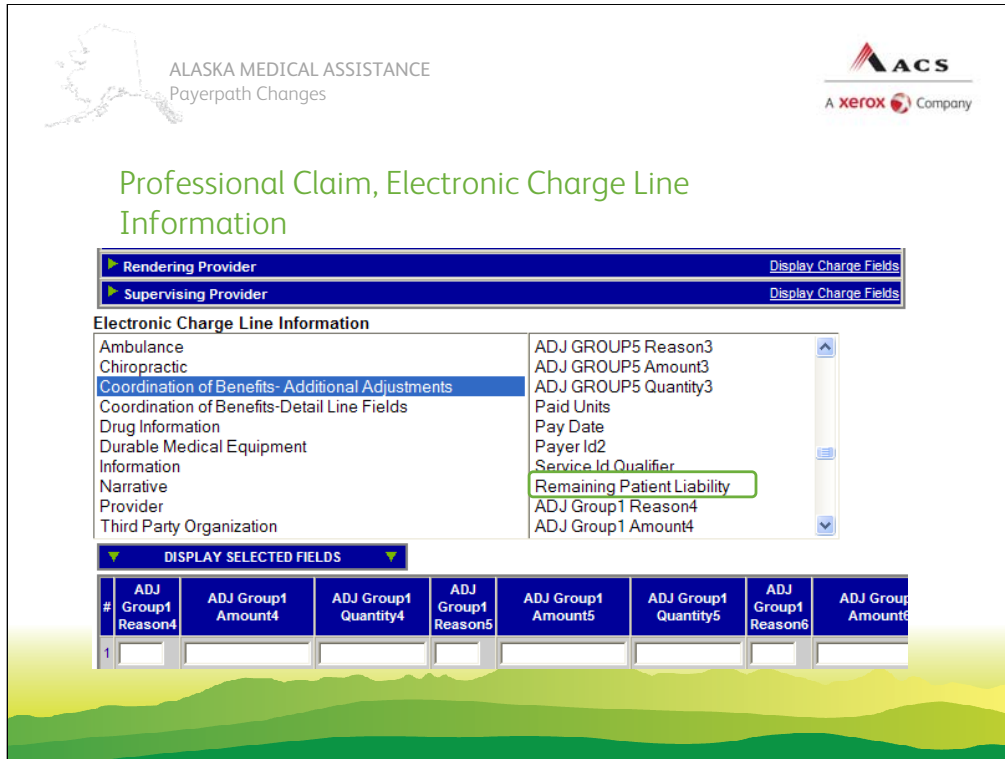 ALASKA MEDICAL ASSISTANCE
Payerpath Changes
ACS
A xerox Company
Professional Claim, Electronic Charge Line
Information
Rendering Provider Display Charge Fields
Supervising Provider Display Charge Fields
Electronic Charge Line Information
Ambulance
Chiropractic
Coordination of Benefits- Additional Adjustments
Coordination of Benefits-Detail Line Fields
Drug Information
Durable Medical Equipment
Information
Narrative
Provider
Third Party Organization
ADJ GROUP5 Reason3
ADJ GROUP5 Amount3
ADJ GROUP5 Quantity3
Paid Units
Pay Date
Payer Id2
Service Id Qualifier
Remaining Patient Liability
ADJ Group1 Reason4
ADJ Group1 Amount4
DISPLAY SELECTED FIELDS
#
ADJ
Group1
Reason4
ADJ Group1
Amount4
ADJ Group1
Quantity4
ADJ
Group1
Reason5
ADJ Group1
Amount5
ADJ Group1
Quantity5
ADJ
Group1
Reason6
ADJ Group
Amount6
1